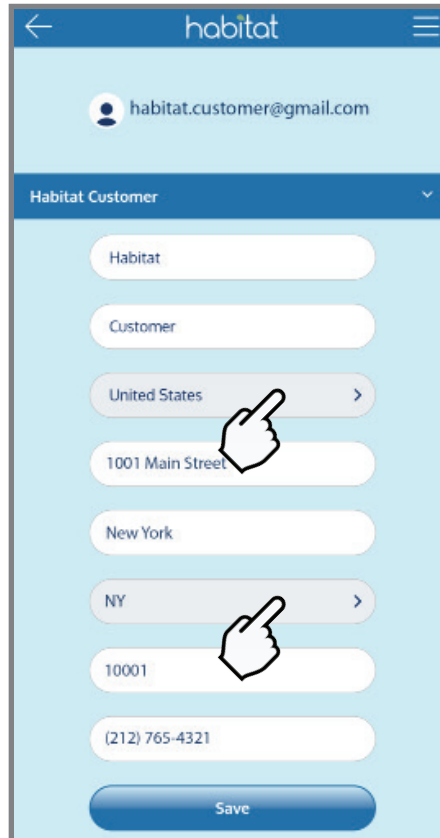 habitat
habitat.customer@gmail.com
Habitat Customer
Habitat
Customer
United States
1001 Main Street
New York
NY
10001
(212) 765-4321
Save